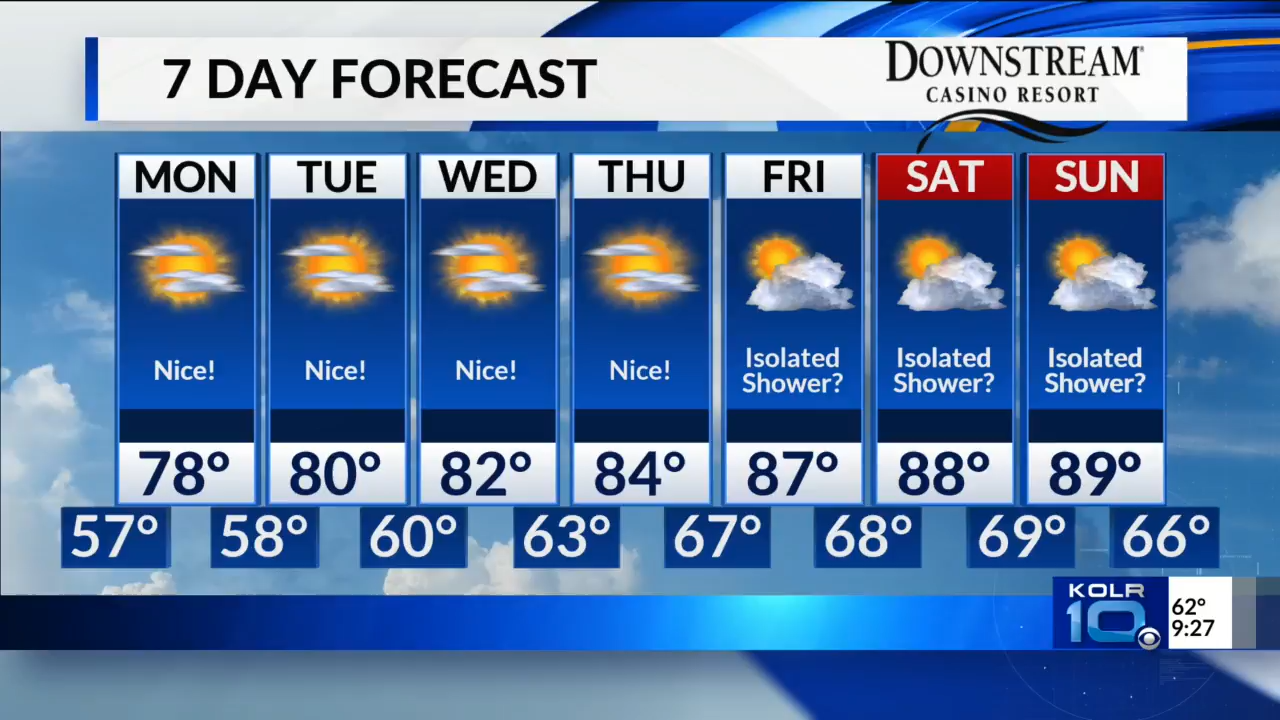 7 DAY FORECAST
DOWNSTREAM
CASINO RESORT
MON TUE WED THU FRI SAT SUN
Nice! Nice! Nice! Nice! Isolated Isolated Isolated
Shower? Shower? Shower?
78° 80° 82° 84° 87° 88° 89°
57° 58° 60° 63° 67° 68° 69° 66°
KOLR
10
62°
9:27